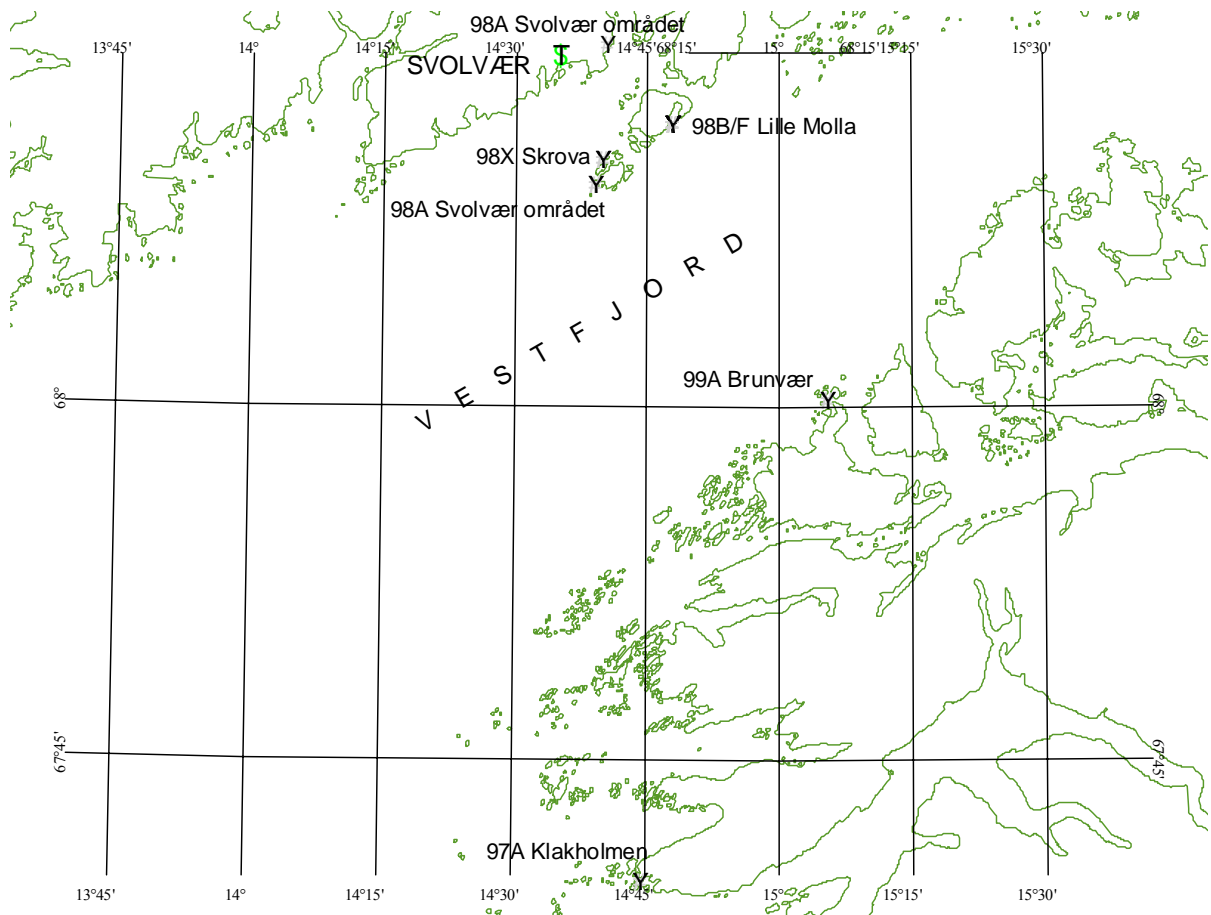 98A Svolvær området
13°45'
14°
14°15'
14°30'
14°45'
68°15'
15°
68°15'
15°15'
15°30'
Y
T
S
SVOLVÆR
Y 98B/F Lille Molla
98X Skrova Y
Y
98A Svolvær området
VESTFJORD
99A Brunvær
Y
68°
68°
67°45'
67°45'
97A Klakholmen
Y
13°45'
14°
14°15'
14°30'
14°45'
15°
15°15'
15°30'